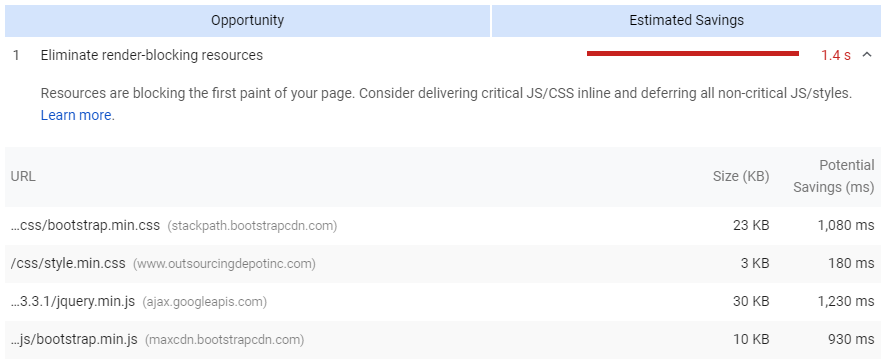 Opportunity Estimated Savings
1 Eliminate render-blocking resources 1.4 s
Resources are blocking the first paint of your page. Consider delivering critical JS/CSS inline and deferring all non-critical JS/styles.
Learn more.
URL Size (KB) Potential Savings (ms)
…css/bootstrap.min.css (stackpath.bootstrapcdn.com) 23 KB 1,080 ms
/css/style.min.css (www.outsourcingdepotinc.com) 3 KB 180 ms
…3.3.1/jquery.min.js (ajax.googleapis.com) 30 KB 1,230 ms
…js/bootstrap.min.js (maxcdn.bootstrapcdn.com) 10 KB 930 ms